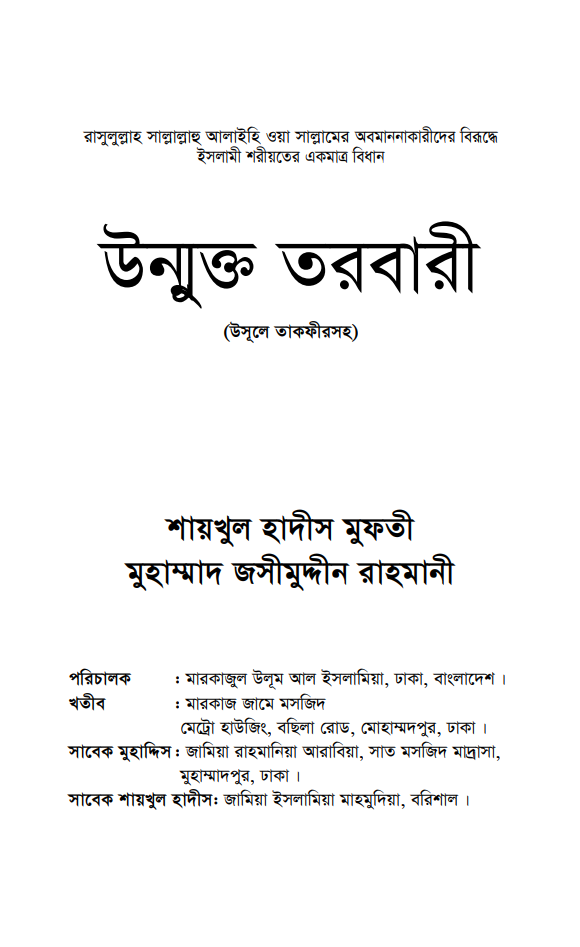 রাসুলুল্লাহ সাল্লাল্লাহু আলাইহি ওয়া সাল্লামের অবমাননাকারীদের বিরূদ্ধে
ইসলামী শরীয়তের একমাত্র বিধান
উন্মুক্ত তরবারী
(উসূলে তাকফীরসহ)
শায়খুল হাদীস মুফতী
মুহাম্মাদ জসীমুদ্দীন রাহমানী
পরিচালক : মারকাজুল উলূম আল ইসলামিয়া, ঢাকা, বাংলাদেশ।
খতীব : মারকাজ জামে মসজিদ
মেট্রো হাউজিং, বছিলা রোড, মোহাম্মদপুর, ঢাকা।
সাবেক মুহাদ্দিস : জামিয়া রাহমানিয়া আরাবিয়া, সাত মসজিদ মাদ্রাসা,
মুহাম্মাদপুর, ঢাকা।
সাবেক শায়খুল হাদীস: জামিয়া ইসলামিয়া মাহমুদিয়া, বরিশাল।